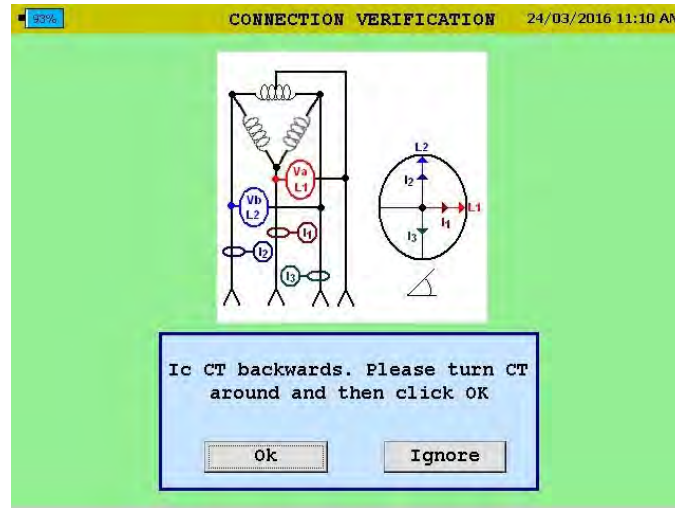 93%
CONNECTION VERIFICATION
24/03/2016 11:10 AM
Va
L1
Vb
L2
I1
I2
I3
L2
I2
L1
I1
I3
Ic CT backwards. Please turn CT
around and then click OK
Ok
Ignore